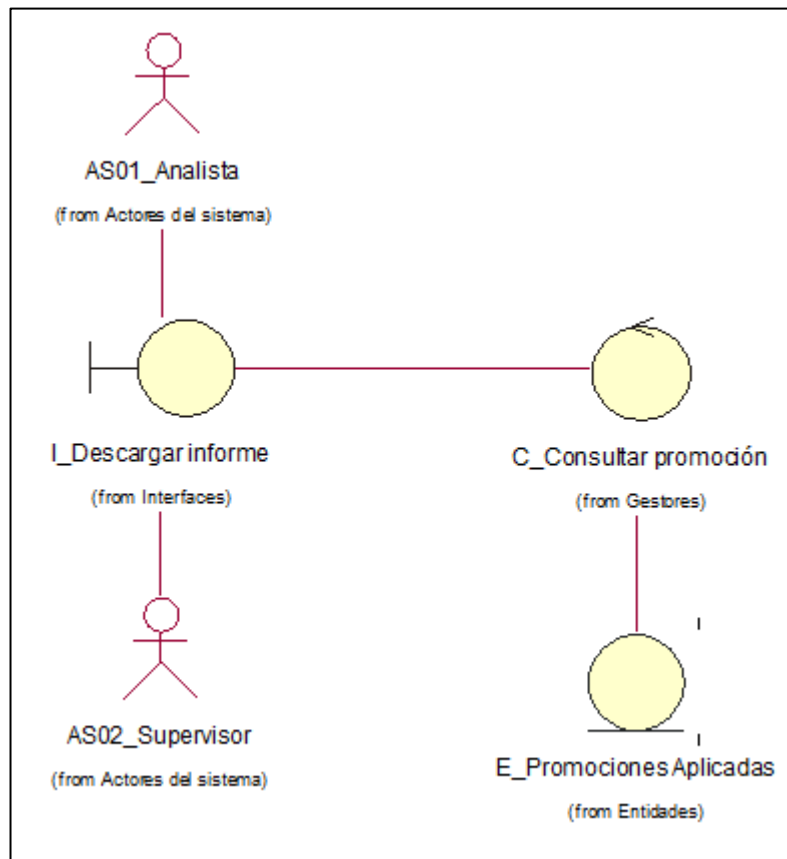 AS01_Analista
(from Actores del sistema)
I_Descargar informe
(from Interfaces)
C_Consultar promoción
(from Gestores)
AS02_Supervisor
(from Actores del sistema)
E_Promociones Aplicadas
(from Entidades)